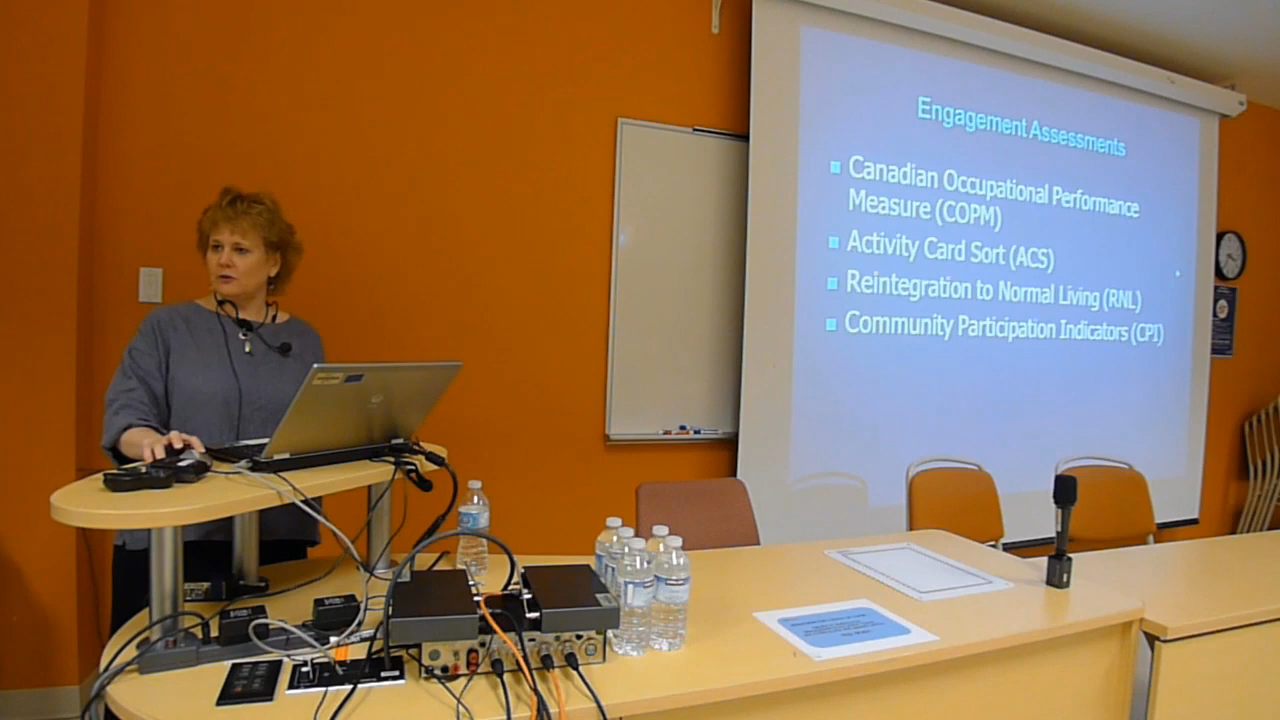 Engagement Assessments
Canadian Occupational Performance
Measure (COPM)
Activity Card Sort (ACS)
Reintegration to Normal Living (RNL)
Community Participation Indicators (CPI)